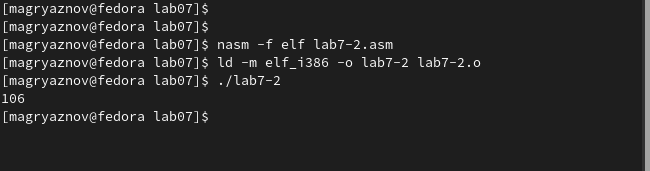 [magryaznov@fedora lab07]$
[magryaznov@fedora lab07]$
[magryaznov@fedora lab07]$ nasm -f elf lab7-2.asm
[magryaznov@fedora lab07]$ ld -m elf_i386 -o lab7-2 lab7-2.o
[magryaznov@fedora lab07]$ ./lab7-2
106
[magryaznov@fedora lab07]$